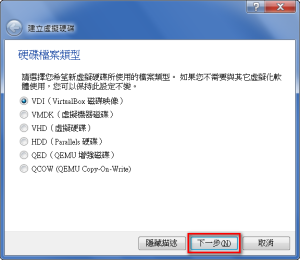 建立虛擬硬碟
硬碟檔案類型
請選擇您希望新虛擬硬碟所使用的檔案類型。如果您不需要與其它虛擬化軟
體使用，您可以保持此設定不變。
VDI（VirtualBox 磁碟映像）
VMDK（虛擬機器磁碟）
VHD（虛擬硬碟）
HDD（Parallels 硬碟）
QED（QEMU 增強磁碟）
QCOW (QEMU Copy-On-Write)
隱藏描述 下一步(N) 取消